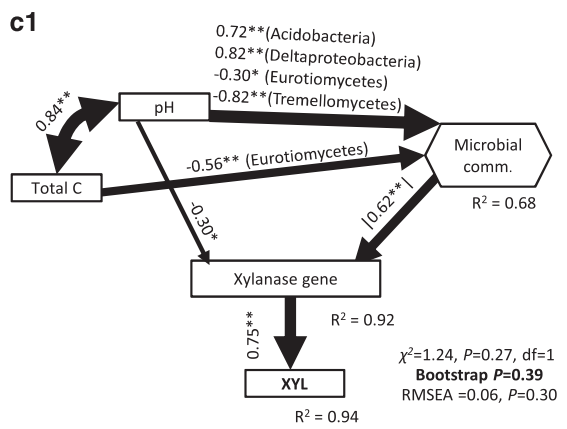 c1
0.72**(Acidobacteria)
0.82**(Deltaproteobacteria)
-0.30* (Eurotiomycetes)
-0.82**(Tremellomycetes)
0.84**
pH
Microbial
comm.
-0.56** (Eurotiomycetes)
Total C
R² = 0.68
-0.30*
|0.62**|
Xylanase gene
R² = 0.92
0.75**
χ²=1.24, P=0.27, df=1
Bootstrap P=0.39
RMSEA =0.06, P=0.30
XYL
R² = 0.94